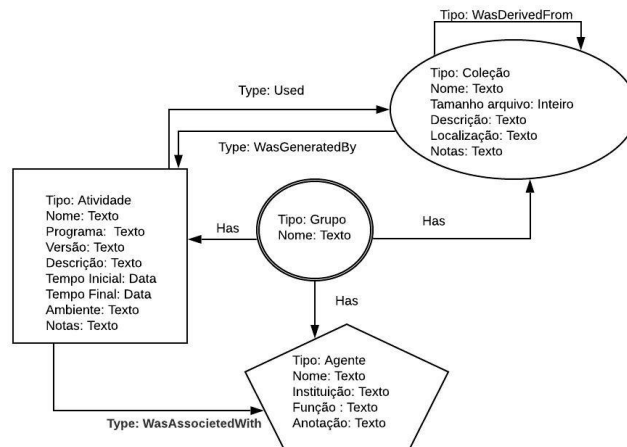 Tipo: WasDerivedFrom
Tipo: Coleção
Nome: Texto
Tamanho arquivo: Inteiro
Descrição: Texto
Localização: Texto
Notas: Texto
Type: Used
Type: WasGeneratedBy
Tipo: Atividade
Nome: Texto
Programa: Texto
Versão: Texto
Descrição: Texto
Tempo Inicial: Data
Tempo Final: Data
Ambiente: Texto
Notas: Texto
Has
Tipo: Grupo
Nome: Texto
Has
Has
Tipo: Agente
Nome: Texto
Instituição: Texto
Função : Texto
Anotação: Texto
Type: WasAssocietedWith